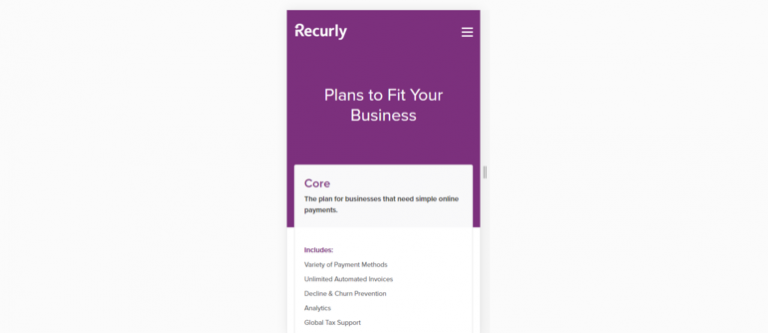 Recurly
Plans to Fit Your
Business
Core
The plan for businesses that need simple online
payments.
Includes:
Variety of Payment Methods
Unlimited Automated Invoices
Decline & Churn Prevention
Analytics
Global Tax Support